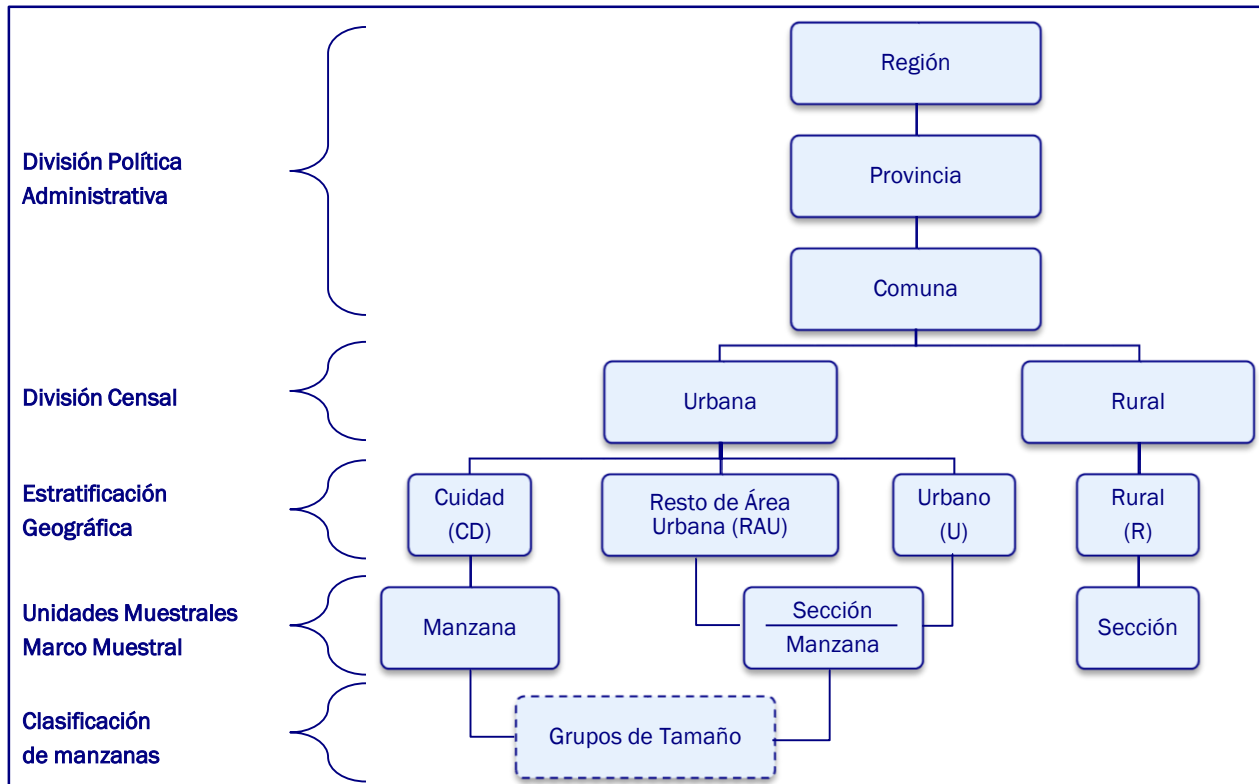 Región
División Política
Administrativa
Provincia
Comuna
División Censal
Urbana
Rural
Estratificación
Geográfica
Cuidad
(CD)
Resto de Área
Urbana (RAU)
Urbano
(U)
Rural
(R)
Unidades Muestrales
Marco Muestral
Manzana
Sección
Manzana
Sección
Clasificación
de manzanas
Grupos de Tamaño